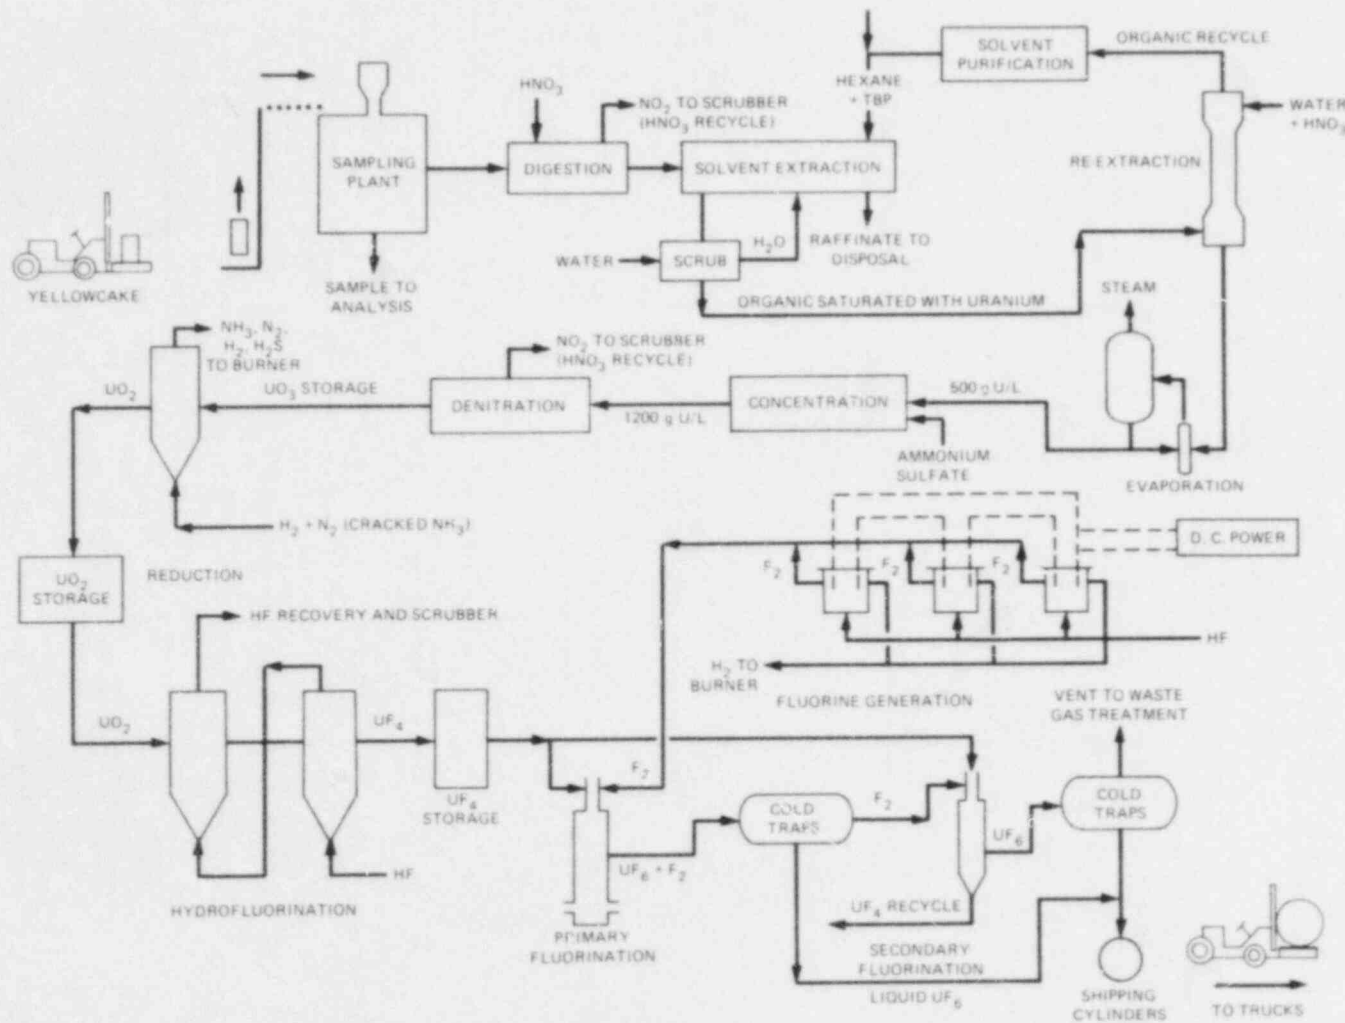 SOLVENT
PURIFICATION
ORGANIC RECYCLE
HNO3
NO2 TO SCRUBBER
(HNO3 RECYCLE)
HEXANE
+ TBP
WATER
+ HNO3
SAMPLING
PLANT
DIGESTION
SOLVENT EXTRACTION
RE-EXTRACTION
WATER
SCRUB
H2O
RAFFINATE TO
DISPOSAL
YELLOWCAKE
SAMPLE TO
ANALYSIS
ORGANIC SATURATED WITH URANIUM
STEAM
NH3, N2,
H2, H2S
TO BURNER
NO2 TO SCRUBBER
(HNO3 RECYCLE)
UO2
UO3 STORAGE
DENITRATION
1200 g U/L
CONCENTRATION
500 g U/L
AMMONIUM
SULFATE
EVAPORATION
H2 + N2 (CRACKED NH3)
D. C. POWER
REDUCTION
UO2
STORAGE
F2
F2
F2
HF RECOVERY AND SCRUBBER
HF
H2 TO
BURNER
FLUORINE GENERATION
VENT TO WASTE
GAS TREATMENT
UO2
UF4
UF4
STORAGE
F2
COLD
TRAPS
F2
COLD
TRAPS
UF6
UF6 + F2
HF
HYDROFLUORINATION
UF4 RECYCLE
PRIMARY
FLUORINATION
SECONDARY
FLUORINATION
LIQUID UF6
SHIPPING
CYLINDERS
TO TRUCKS